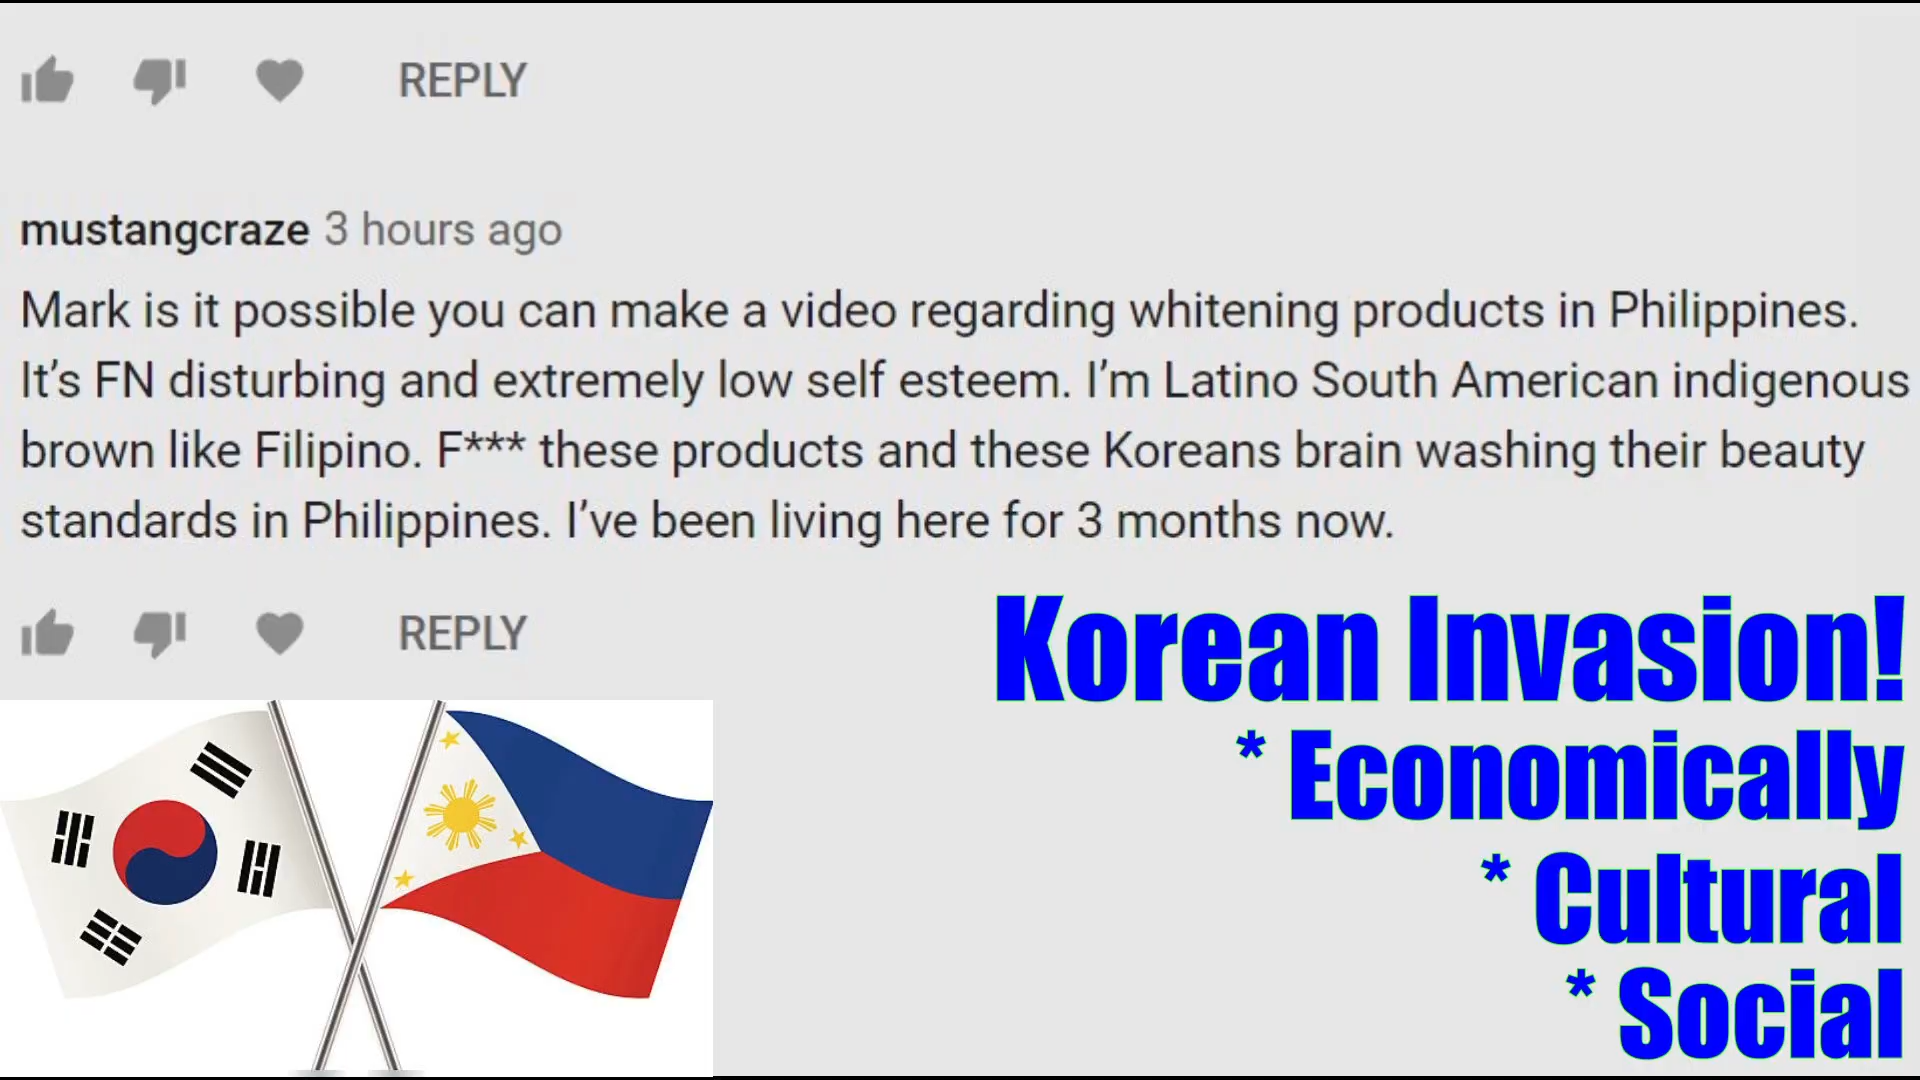 REPLY
mustangcraze 3 hours ago
Mark is it possible you can make a video regarding whitening products in Philippines.
It’s FN disturbing and extremely low self esteem. I’m Latino South American indigenous
brown like Filipino. F*** these products and these Koreans brain washing their beauty
standards in Philippines. I’ve been living here for 3 months now.
REPLY
Korean Invasion!
* Economically
* Cultural
* Social